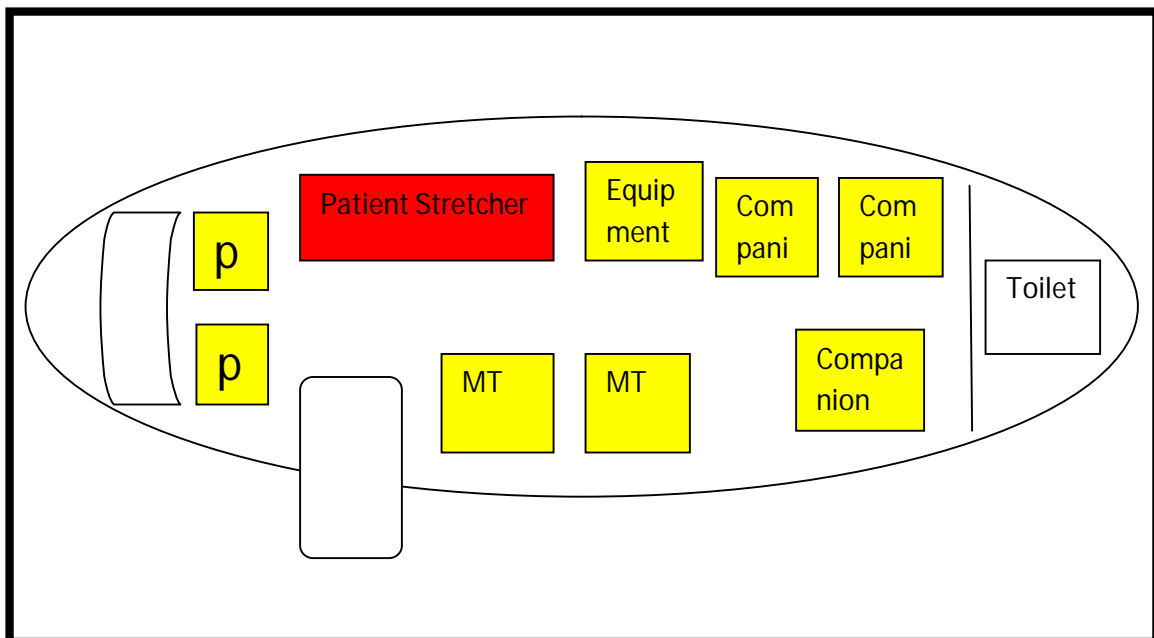 Patient Stretcher
Equip
ment
Com
pani
Com
pani
p
Toilet
p
MT
MT
Compa
nion